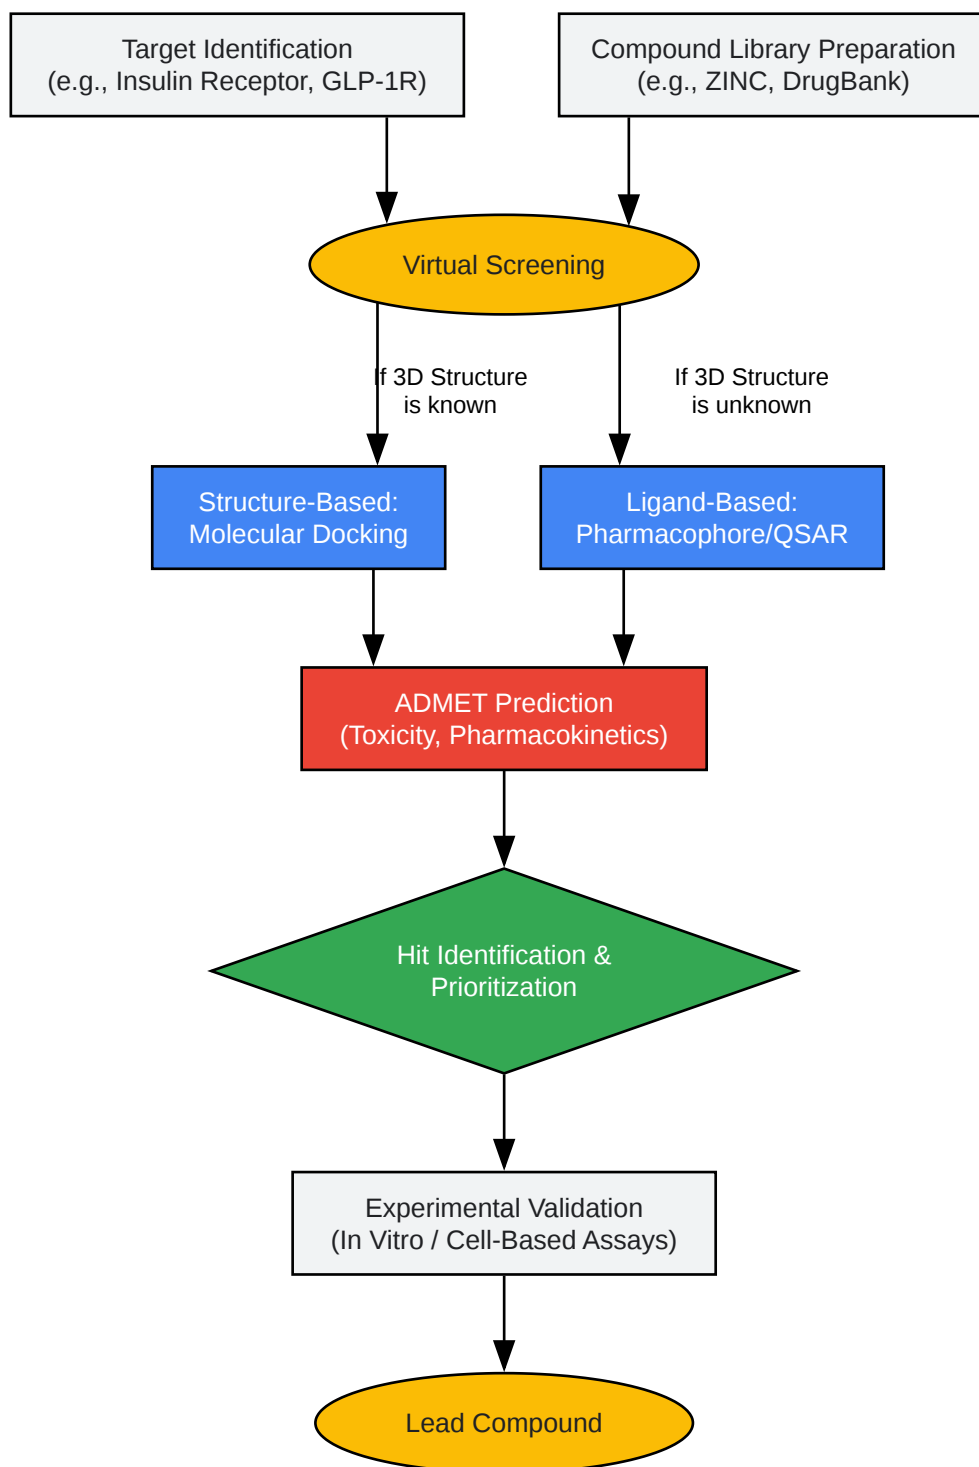 Target Identification
(e.g., Insulin Receptor, GLP-1R)
Compound Library Preparation
(e.g., ZINC, DrugBank)
Virtual Screening
If 3D Structure
is known
If 3D Structure
is unknown
Structure-Based:
Molecular Docking
Ligand-Based:
Pharmacophore/QSAR
ADMET Prediction
(Toxicity, Pharmacokinetics)
Hit Identification &
Prioritization
Experimental Validation
(In Vitro / Cell-Based Assays)
Lead Compound